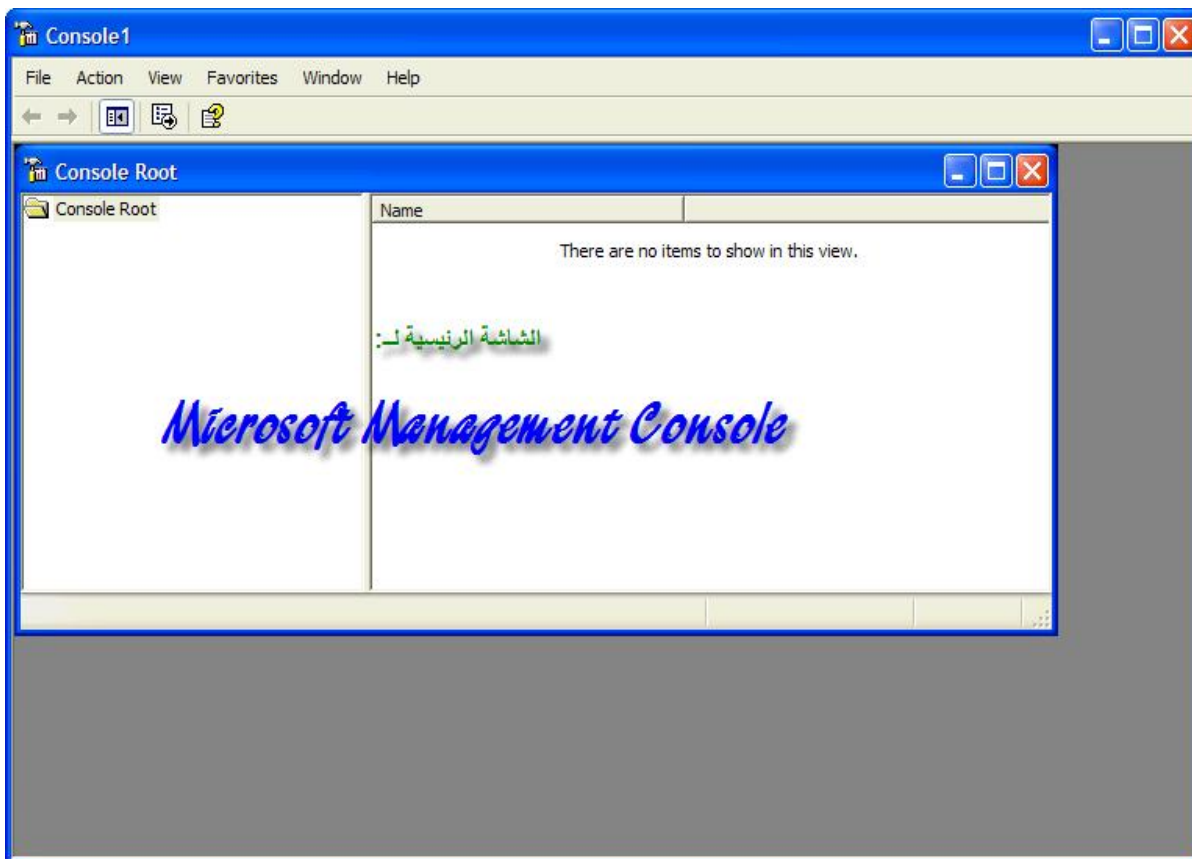 Console1
File Action View Favorites Window Help
Console Root
Console Root
Name
There are no items to show in this view.
الشاشة الرئيسية لـ:
Microsoft Management Console